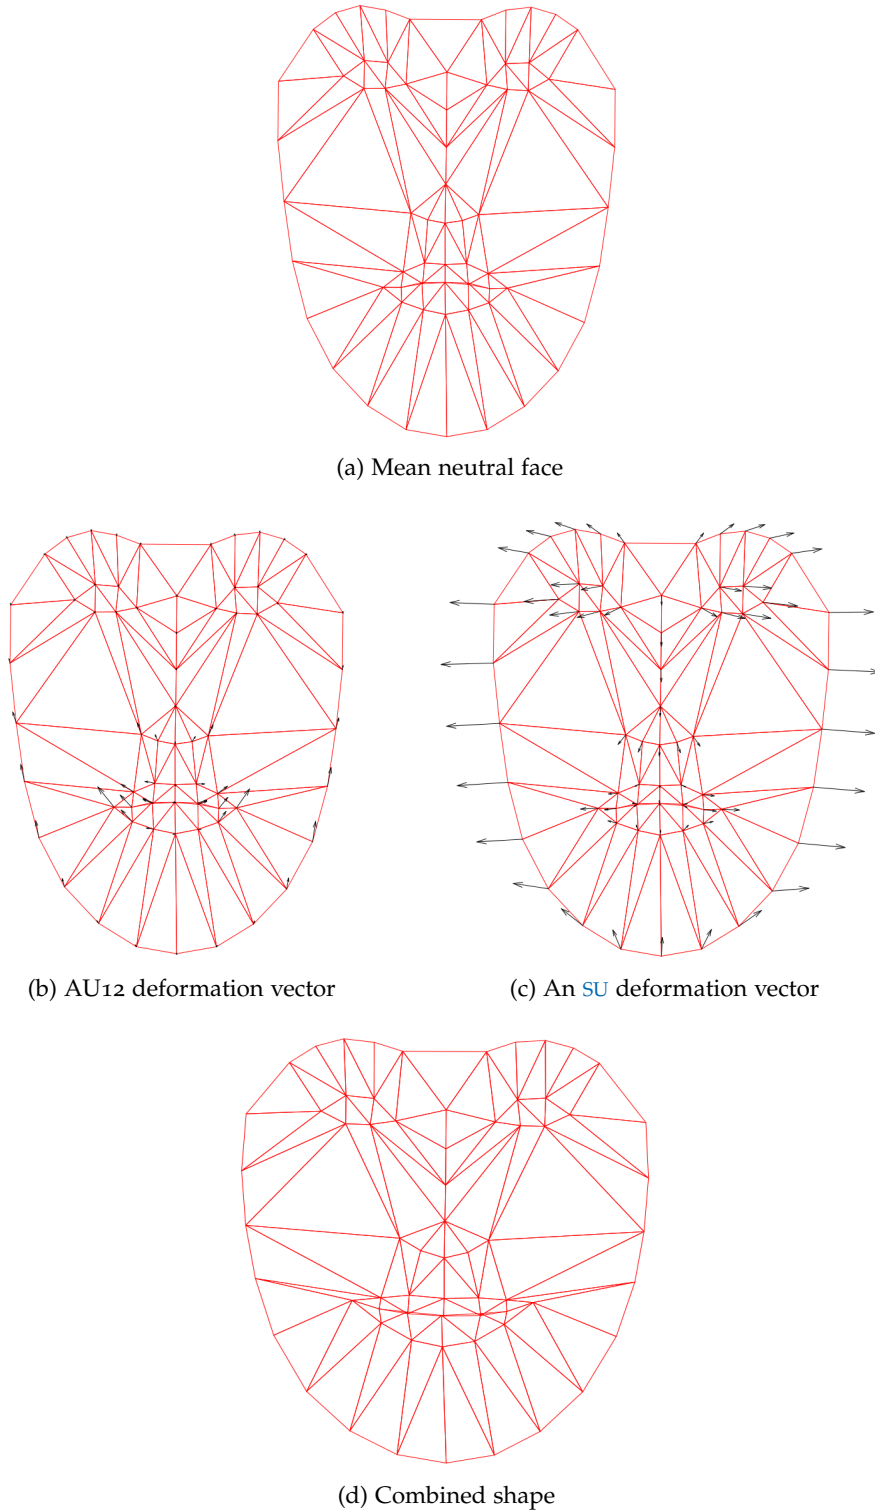 (a) Mean neutral face
(b) AU12 deformation vector
(c) An SU deformation vector
(d) Combined shape